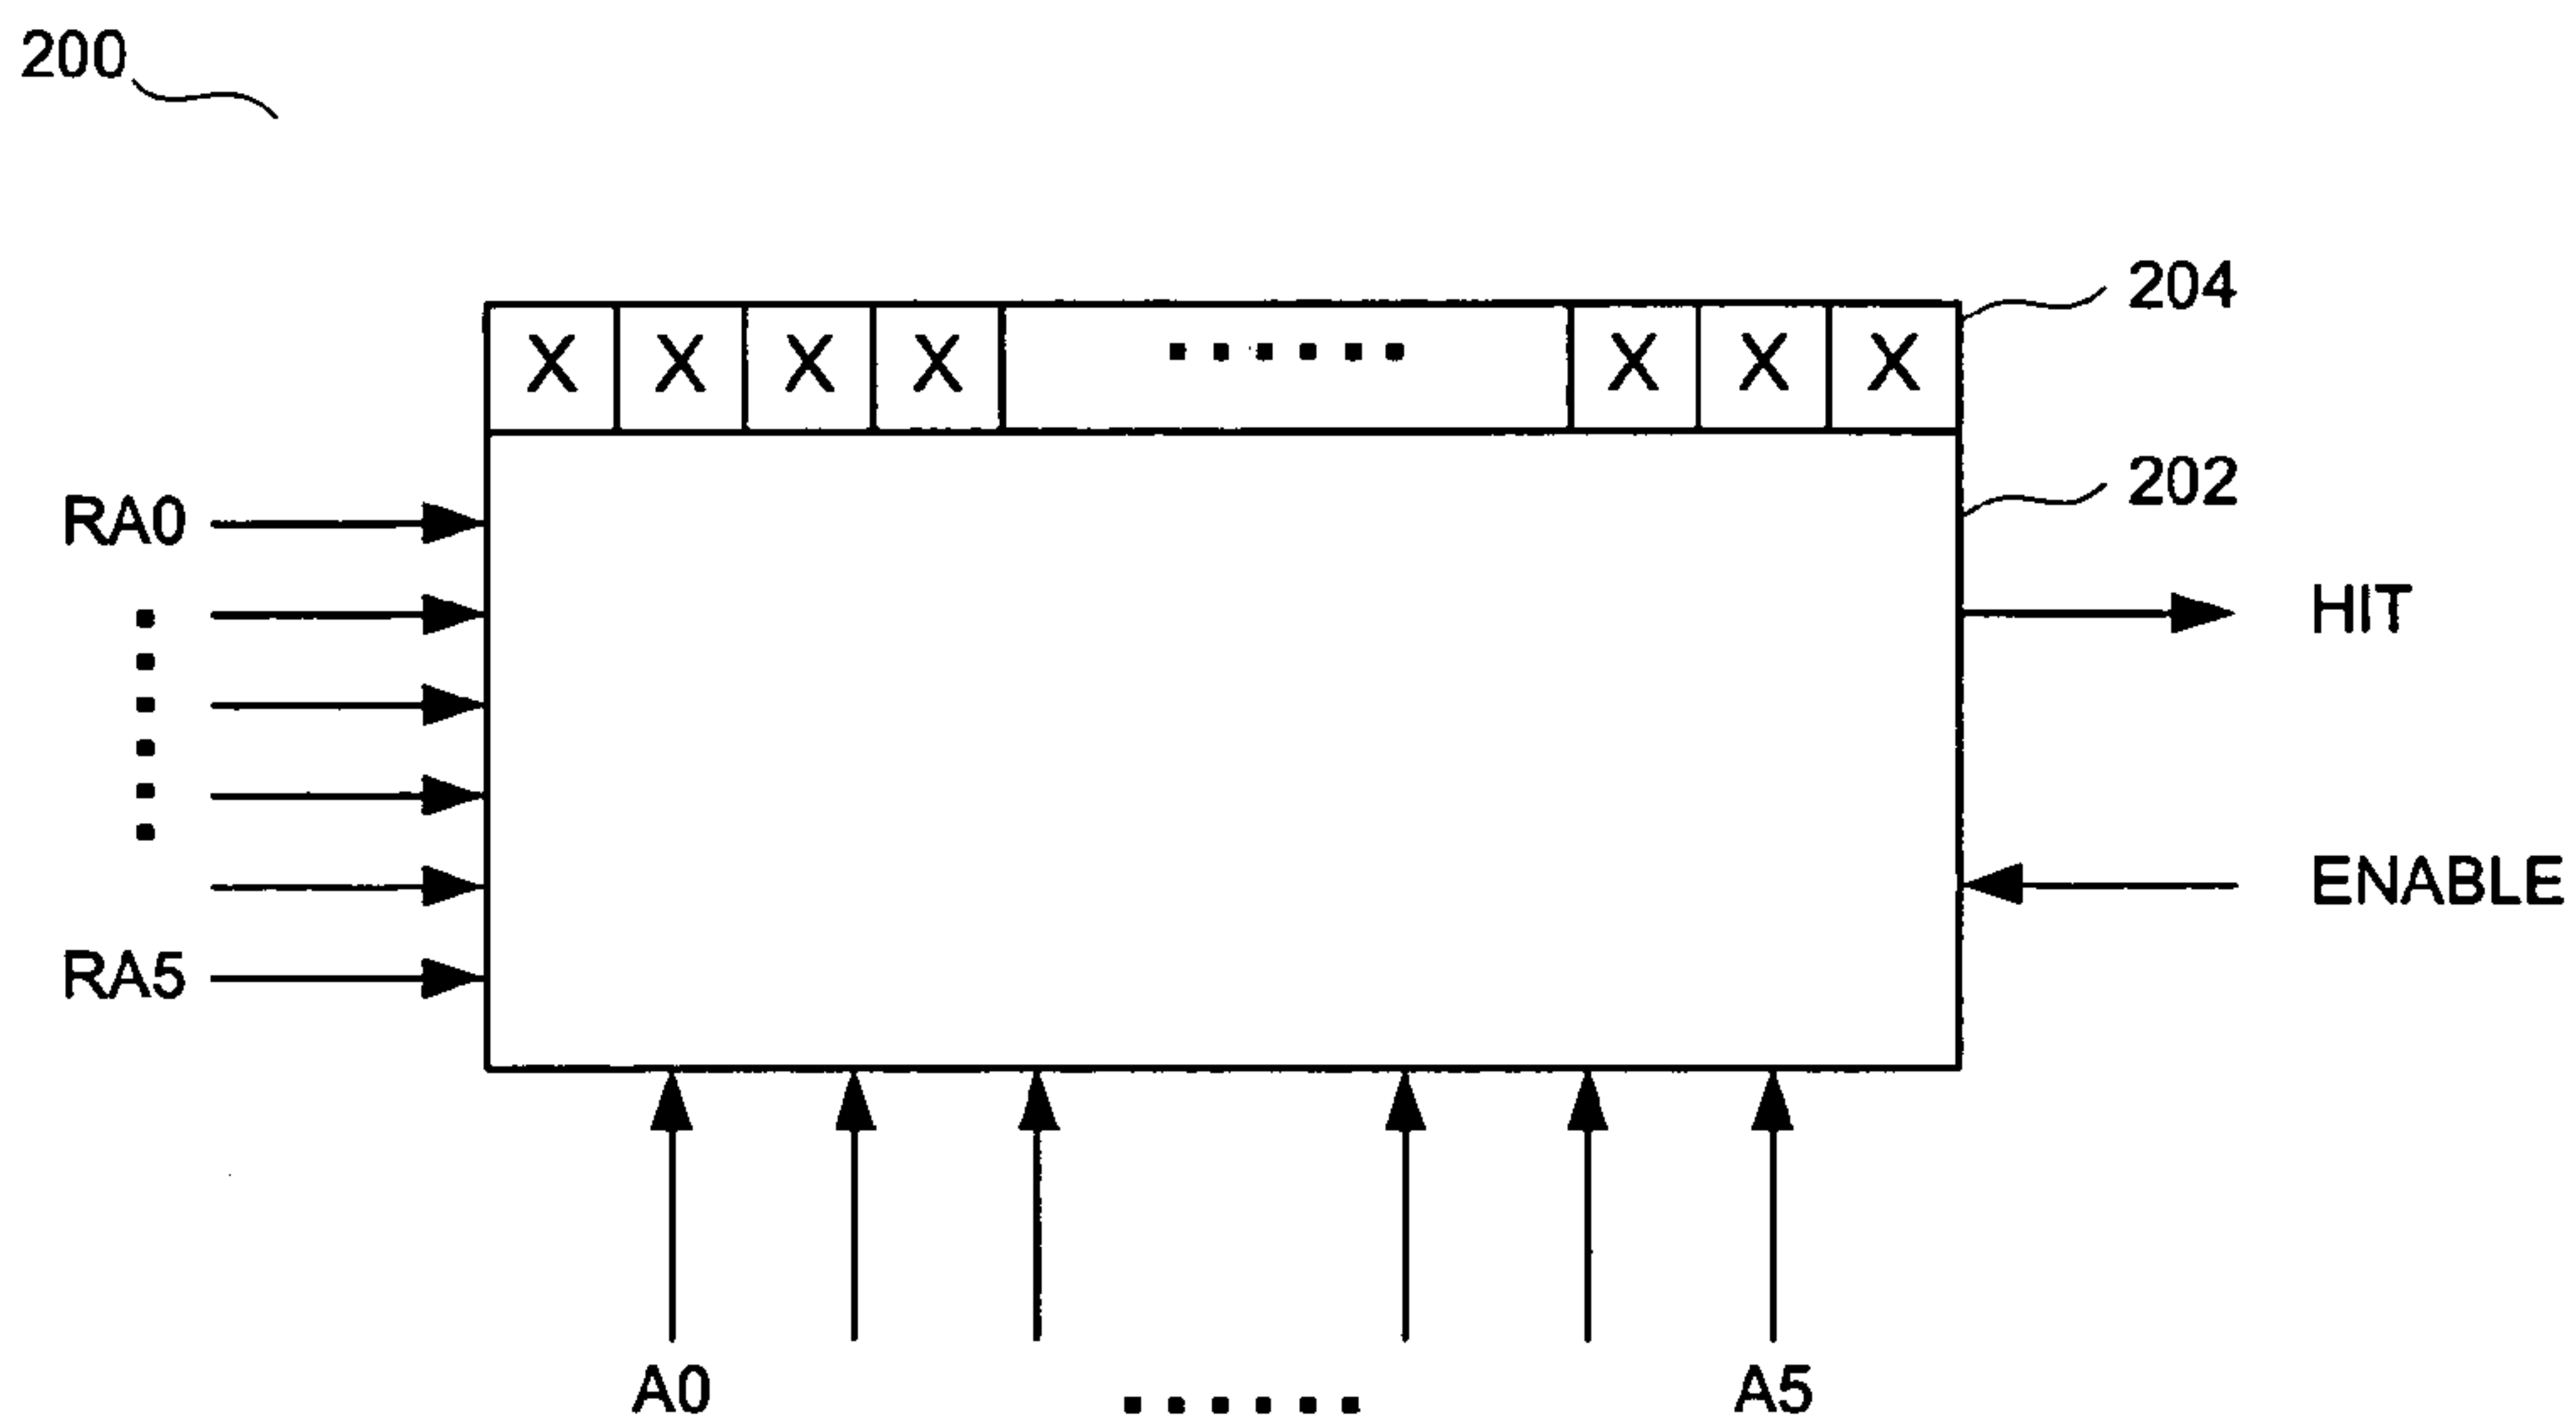 200
204
X X X X ...... X X X
202
RA0
HIT
ENABLE
RA5
A0 ...... A5